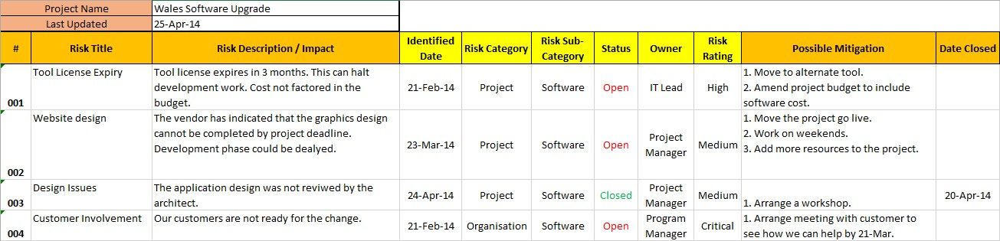 Project Name Wales Software Upgrade
Last Updated 25-Apr-14
# Risk Title Risk Description / Impact Identified Date Risk Category Risk Sub-Category Status Owner Risk Rating Possible Mitigation Date Closed
001 Tool License Expiry Tool license expires in 3 months. This can halt
development work. Cost not factored in the
budget.
21-Feb-14 Project Software Open IT Lead High
1. Move to alternate tool.
2. Amend project budget to include
software cost.
002 Website design The vendor has indicated that the graphics design
cannot be completed by project deadline.
Development phase could be dealyed.
23-Mar-14 Project Software Open Project Manager Medium
1. Move the project go live.
2. Work on weekends.
3. Add more resources to the project.
003 Design Issues The application design was not reviwed by the
architect.
24-Apr-14 Project Software Closed Project Manager Medium
1. Arrange a workshop.
20-Apr-14
004 Customer Involvement Our customers are not ready for the change.
21-Feb-14 Organisation Software Open Program Manager Critical
1. Arrange meeting with customer to
see how we can help by 21-Mar.